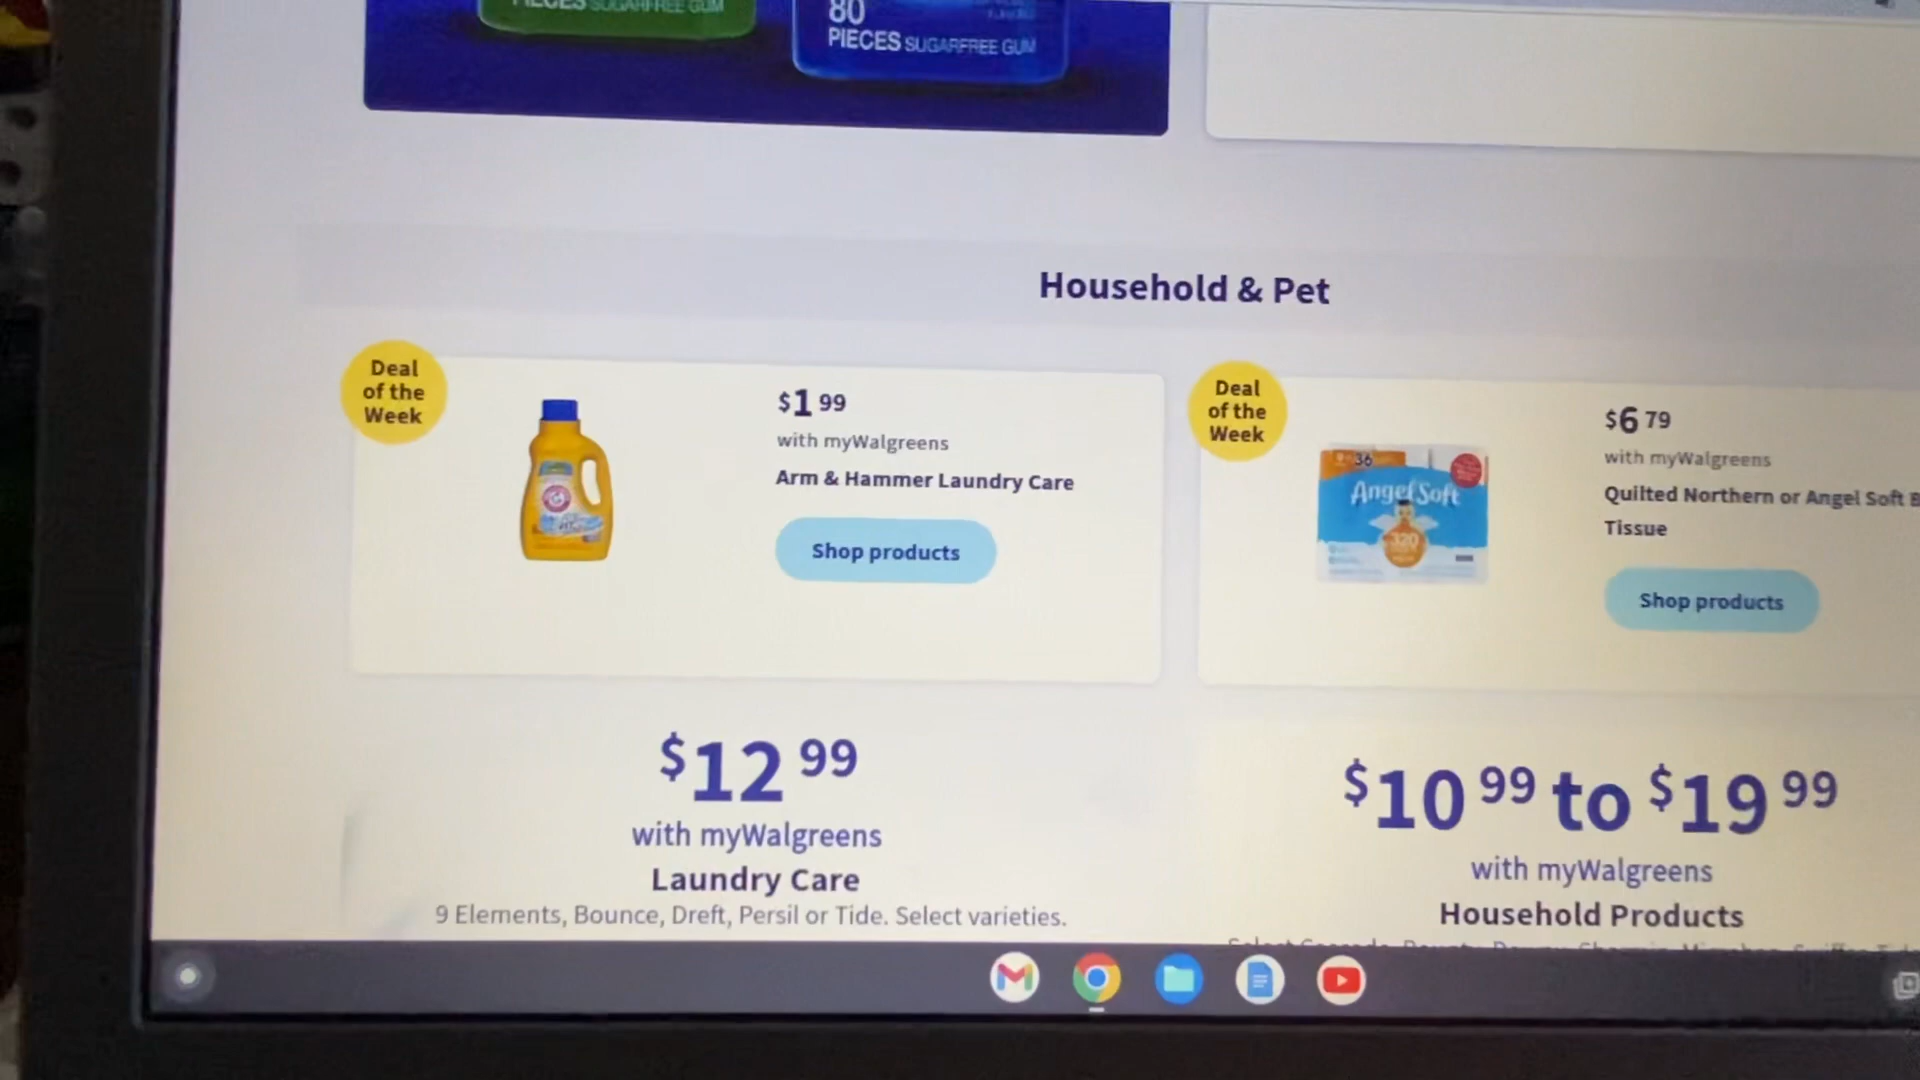 PIECES SUGARFREE GUM
80
PIECES SUGARFREE GUM
Household & Pet
Deal
of the
Week
$1 99
with myWalgreens
Arm & Hammer Laundry Care
Shop products
Deal
of the
Week
36
Angel Soft
320
$6 79
with myWalgreens
Quilted Northern or Angel Soft B
Tissue
Shop products
$12 99
with myWalgreens
Laundry Care
9 Elements, Bounce, Dreft, Persil or Tide. Select varieties.
$10 99 to $19 99
with myWalgreens
Household Products